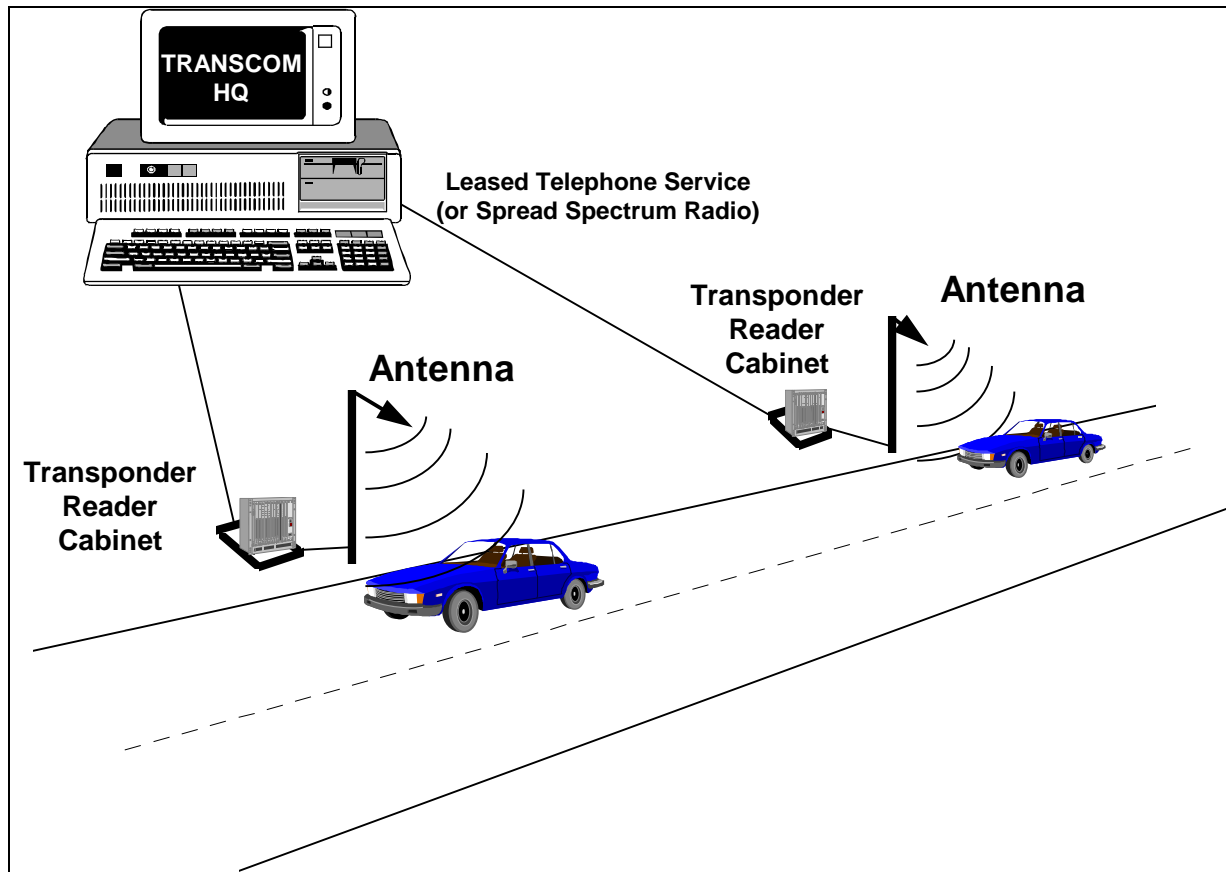 TRANSCOM
HQ
Leased Telephone Service
(or Spread Spectrum Radio)
Transponder
Reader
Cabinet
Antenna
Antenna
Transponder
Reader
Cabinet